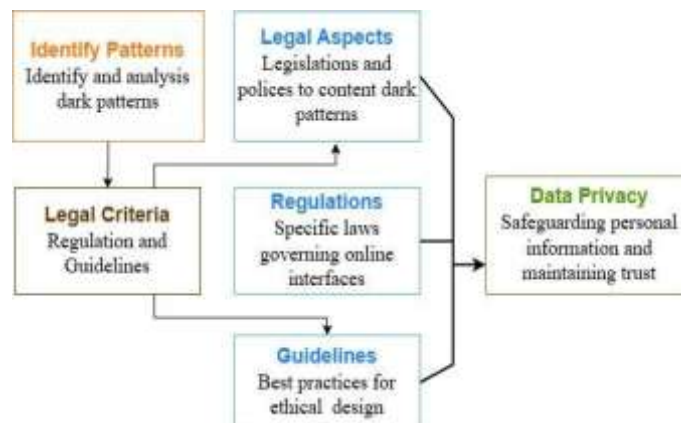 Identify Patterns
Identify and analysis
dark patterns
Legal Aspects
Legislations and
polices to content dark
patterns
Legal Criteria
Regulation and
Guidelines
Regulations
Specific laws
governing online
interfaces
Data Privacy
Safeguarding personal
information and
maintaining trust
Guidelines
Best practices for
ethical design